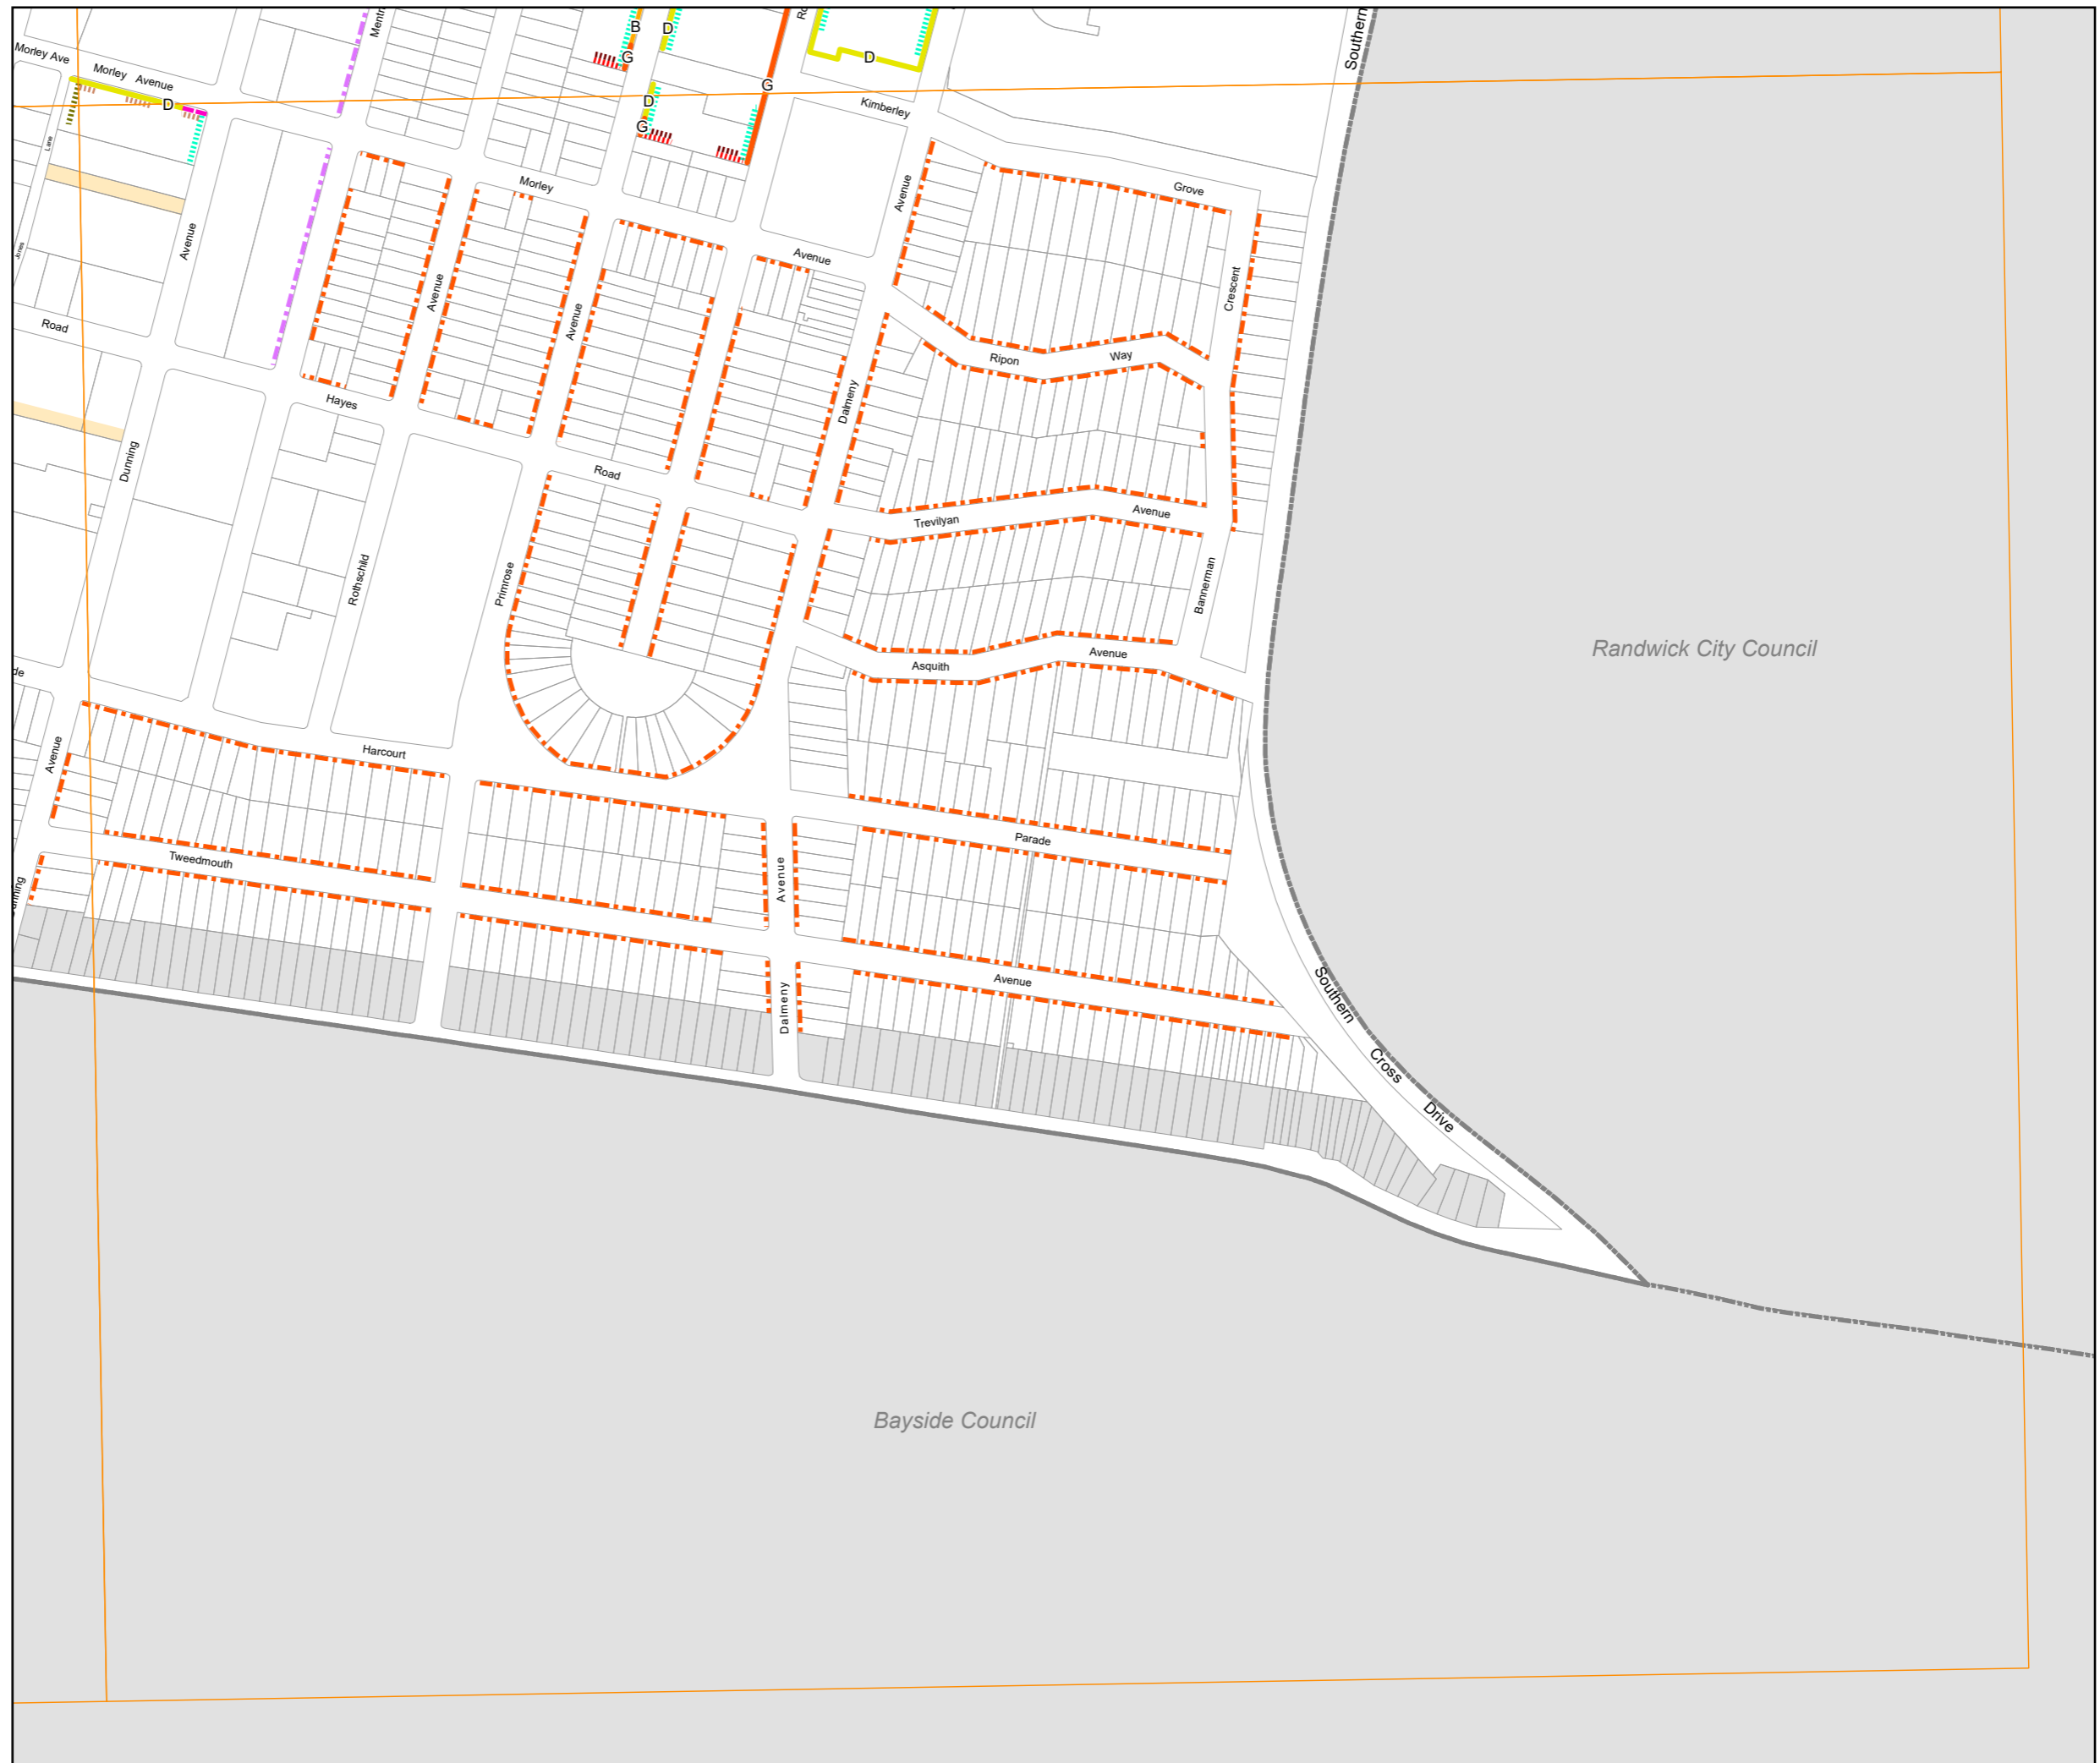 Southern
B
D
G
D
Morley Ave
Morley Avenue
D
D
G
G
Kimberley
Lane
Morley
Grove
Avenue
Avenue
Avenue
Jones
Avenue
Avenue
Crescent
Road
Ripon Way
Hayes
Dalmeny
Dunning
Road
Trevilyan Avenue
Rothschild
Primrose
Bannerman
Randwick City Council
Asquith Avenue
Avenue
Harcourt
Parade
Tweedmouth
Avenue
Avenue
Dalmeny
Southern
Cross
Drive
Bayside Council